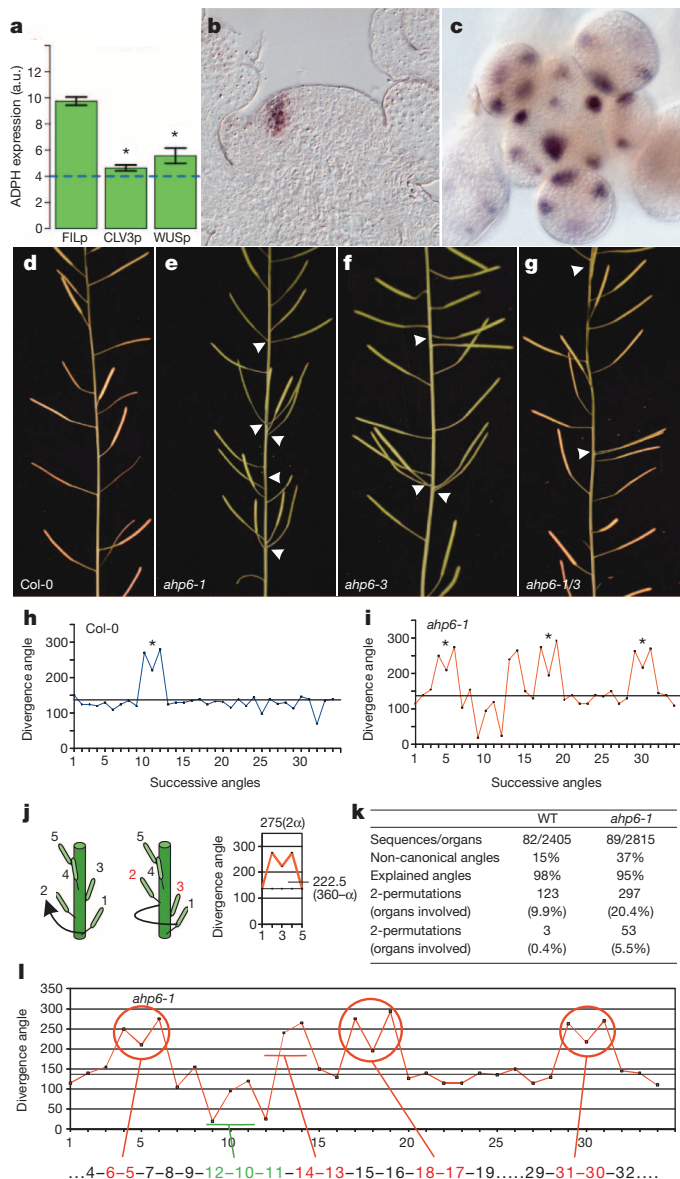 a
b
c
ADPH expression (a.u.)
12
10
8
6
4
2
0
*
*
FILp
CLV3p
WUSp
d
e
f
g
Col-0
ahp6-1
ahp6-3
ahp6-1/3
h
Col-0
Divergence angle
300
200
100
0
*
1
5
10
15
20
25
30
Successive angles
i
ahp6-1
Divergence angle
300
200
100
0
*
*
*
1
5
10
15
20
25
30
Successive angles
j
5
4
3
2
1
5
4
2
3
1
275(2α)
Divergence angle
300
200
100
0
222.5
(360–α)
1
3
5
k
WT ahp6-1
Sequences/organs 82/2405 89/2815
Non-canonical angles 15% 37%
Explained angles 98% 95%
2-permutations 123 297
(organs involved) (9.9%) (20.4%)
2-permutations 3 53
(organs involved) (0.4%) (5.5%)
l
ahp6-1
Divergence angle
350
300
250
200
150
100
50
0
1
5
10
15
20
25
30
...4–6–5–7–8–9–12–10–11–14–13–15–16–18–17–19.....29–31–30–32....